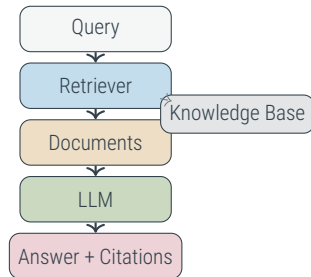 Query
Retriever
Knowledge Base
Documents
LLM
Answer + Citations